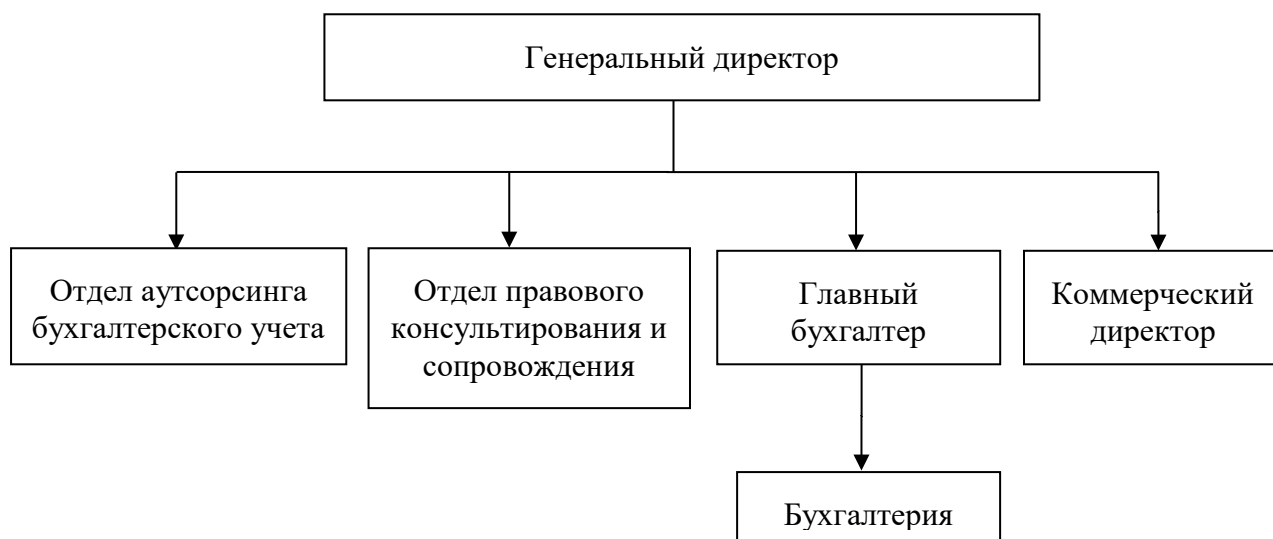 Генеральный директор
Отдел аутсорсинга
бухгалтерского учета
Отдел правового
консультирования и
сопровождения
Главный
бухгалтер
Коммерческий
директор
Бухгалтерия